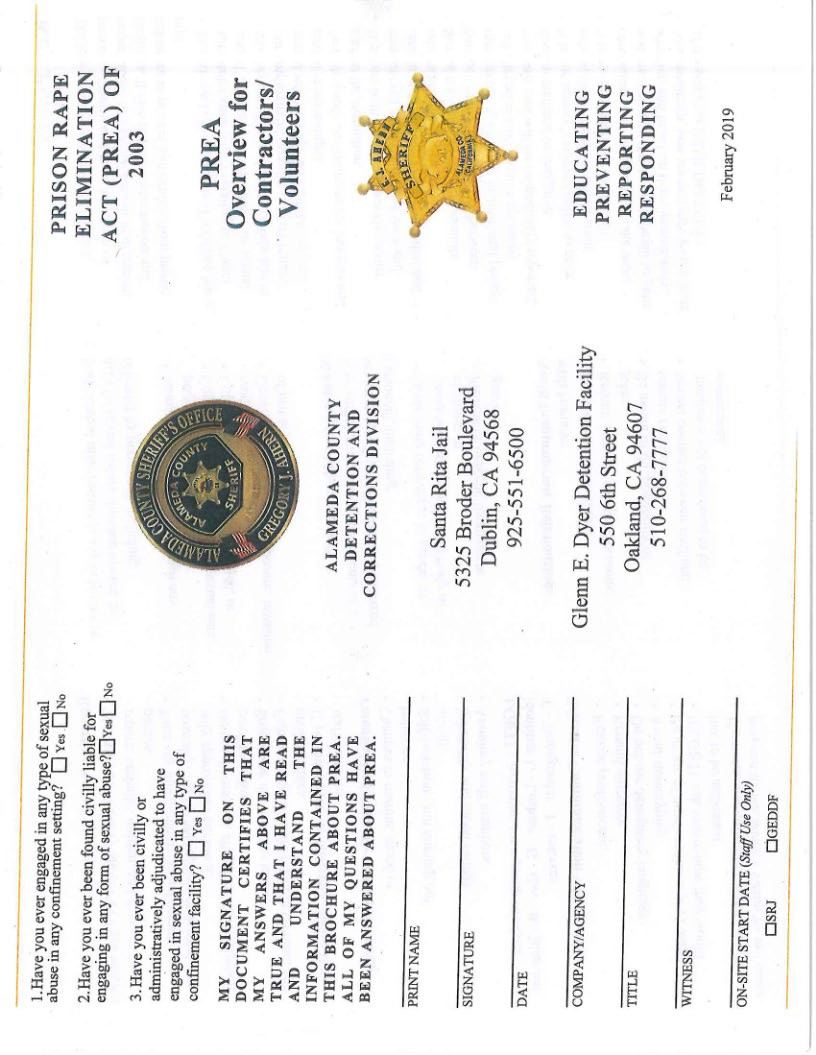 1.Have you ever engaged in any type of sexual
abuse in any confinement setting? ☐ Yes ☐ No
2.Have you ever been found civilly liable for
engaging in any form of sexual abuse?☐Yes ☐ No
3.Have you ever been civilly or
administratively adjudicated to have
engaged in sexual abuse in any type of
confinement facility? ☐ Yes ☐ No
MY SIGNATURE ON THIS
DOCUMENT CERTIFIES THAT
MY ANSWERS ABOVE ARE
TRUE AND THAT I HAVE READ
AND UNDERSTAND THE
INFORMATION CONTAINED IN
THIS BROCHURE ABOUT PREA.
ALL OF MY QUESTIONS HAVE
BEEN ANSWERED ABOUT PREA.
PRINT NAME
SIGNATURE
DATE
COMPANY/AGENCY
TITLE
WITNESS
ON-SITE START DATE (Staff Use Only)
☐SRJ ☐GEDDF
ALAMEDA COUNTY SHERIFF'S OFFICE
ALAMEDA COUNTY
SHERIFF
GREGORY J. AHERN
ALAMEDA COUNTY
DETENTION AND
CORRECTIONS DIVISION
Santa Rita Jail
5325 Broder Boulevard
Dublin, CA 94568
925-551-6500
Glenn E. Dyer Detention Facility
550 6th Street
Oakland, CA 94607
510-268-7777
PRISON RAPE
ELIMINATION
ACT (PREA) OF
2003
PREA
Overview for
Contractors/
Volunteers
AHERN
SHERIFF
ALAMEDA CO.
CALIFORNIA
EDUCATING
PREVENTING
REPORTING
RESPONDING
February 2019